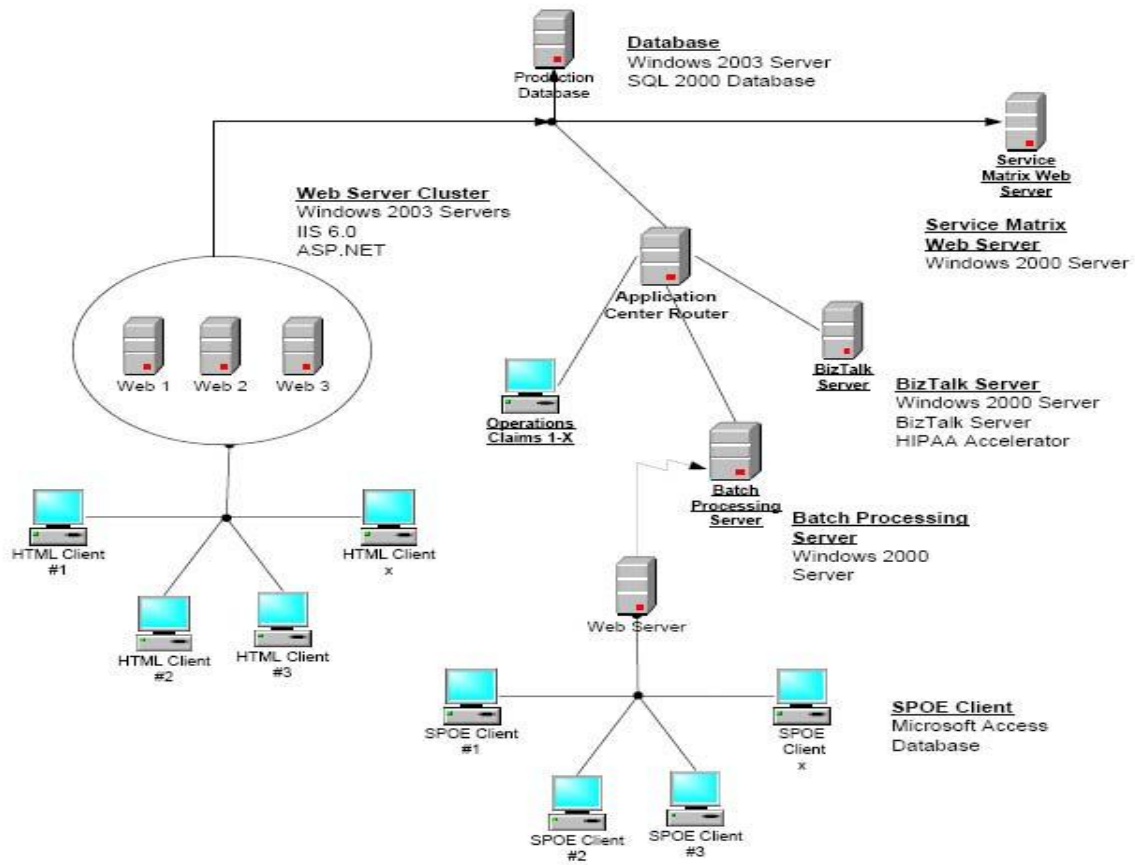 Production
Database
Database
Windows 2003 Server
SQL 2000 Database
Service
Matrix Web
Server
Service Matrix
Web Server
Windows 2000 Server
Web Server Cluster
Windows 2003 Servers
IIS 6.0
ASP.NET
Web 1
Web 2
Web 3
Application
Center Router
BizTalk
Server
BizTalk Server
Windows 2000 Server
BizTalk Server
HIPAA Accelerator
Operations
Claims 1-X
Batch
Processing
Server
Batch Processing
Server
Windows 2000
Server
HTML Client
#1
HTML Client
x
HTML Client
#2
HTML Client
#3
Web Server
SPOE Client
#1
SPOE
Client
x
SPOE Client
#2
SPOE Client
#3
SPOE Client
Microsoft Access
Database